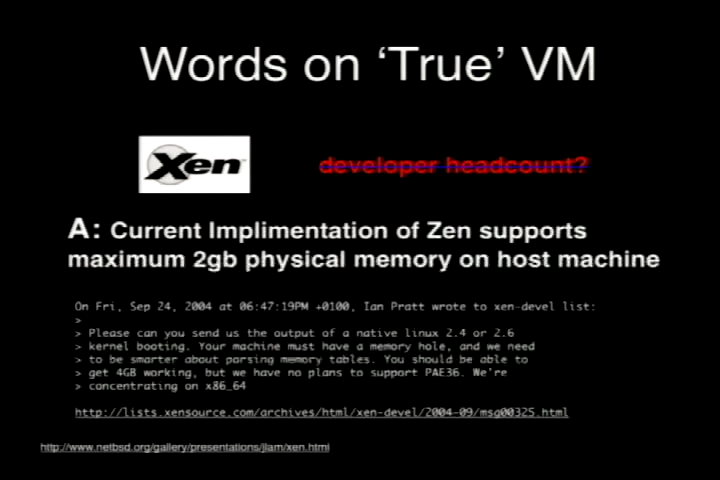 Words on ‘True’ VM
Xen
developer headcount?
A: Current Implimentation of Zen supports
maximum 2gb physical memory on host machine
On Fri, Sep 24, 2004 at 06:47:19PM +0100, Ian Pratt wrote to xen-devel list:
>
> Please can you send us the output of a native linux 2.4 or 2.6
> kernel booting. Your machine must have a memory hole, and we need
> to be smarter about parsing memory tables. You should be able to
> get 4GB working, but we have no plans to support PAE36. We're
> concentrating on x86_64
http://lists.xensource.com/archives/html/xen-devel/2004-09/msg00325.html
http://www.netbsd.org/gallery/presentations/jlam/xen.html